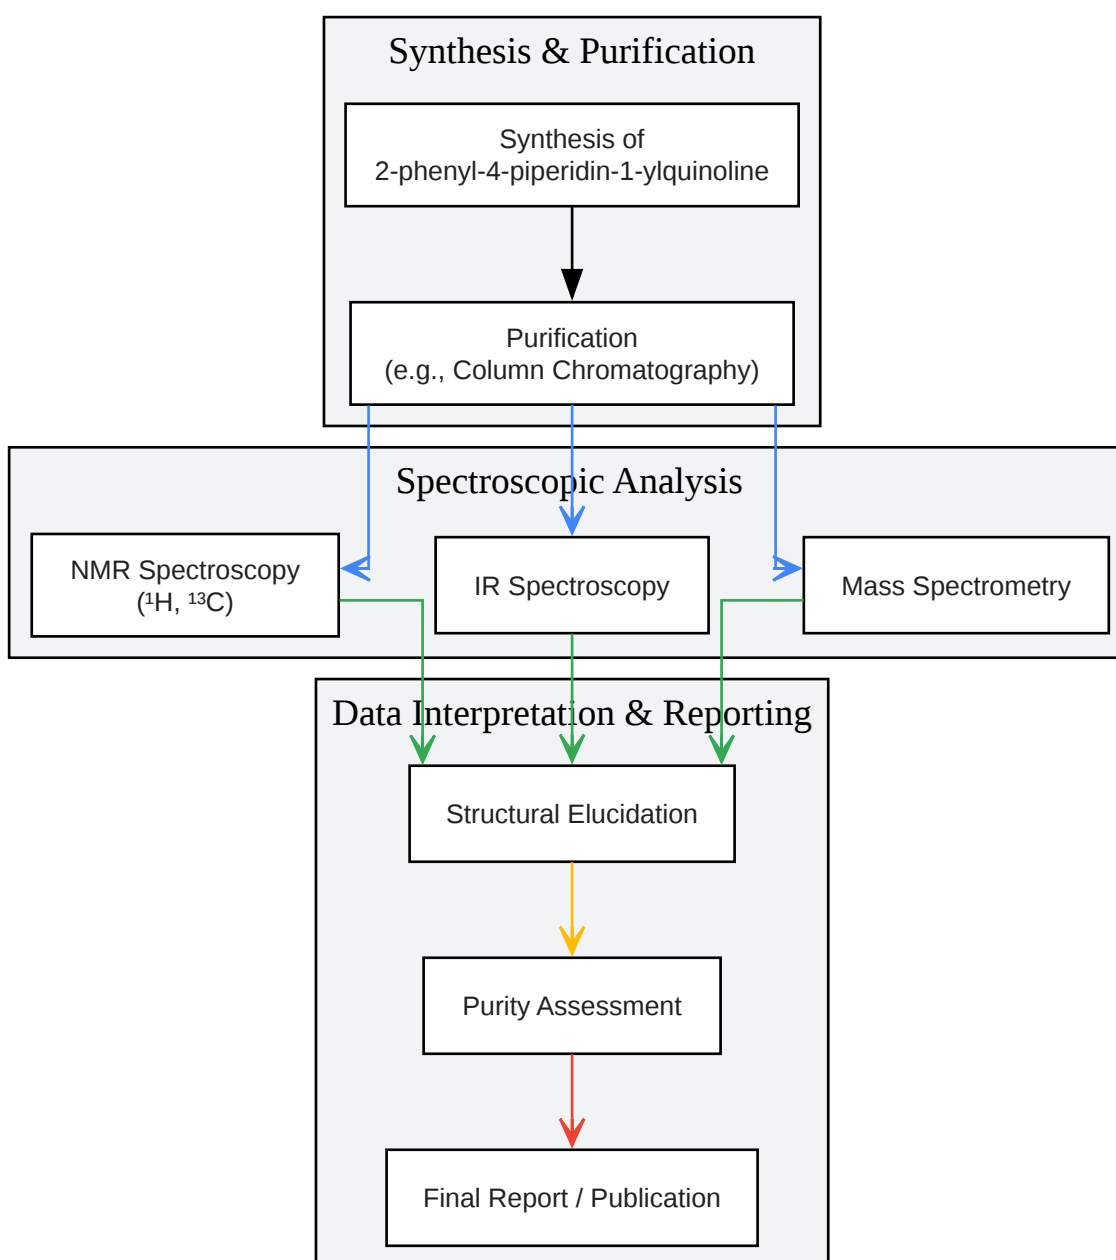 Synthesis & Purification
Synthesis of
2-phenyl-4-piperidin-1-ylquinoline
Purification
(e.g., Column Chromatography)
Spectroscopic Analysis
NMR Spectroscopy
(¹H, ¹³C)
IR Spectroscopy
Mass Spectrometry
Data Interpretation & Reporting
Structural Elucidation
Purity Assessment
Final Report / Publication